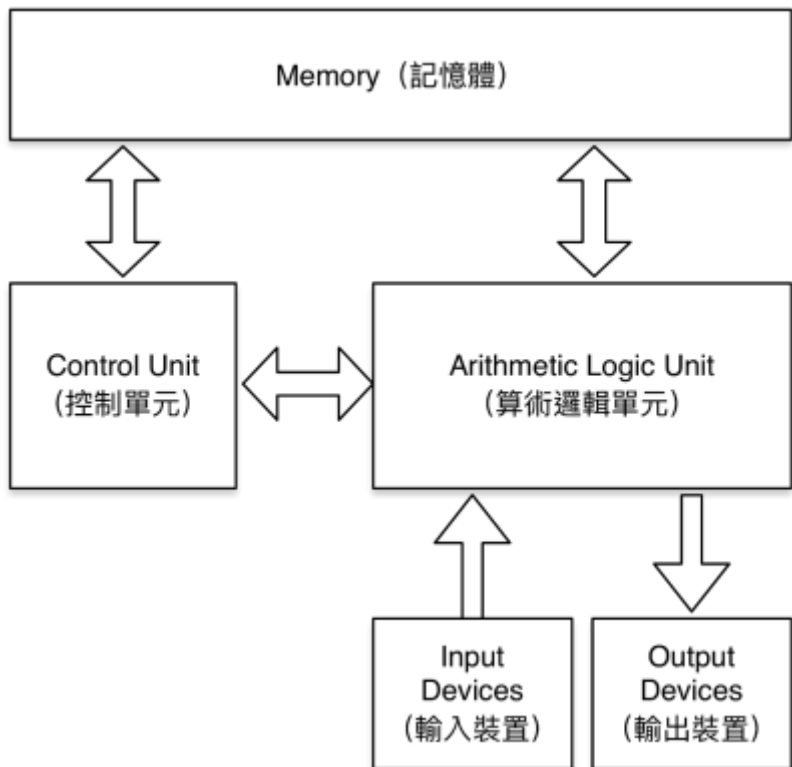 Memory（記憶體）
Control Unit
（控制單元）
Arithmetic Logic Unit
（算術邏輯單元）
Input
Devices
（輸入裝置）
Output
Devices
（輸出裝置）